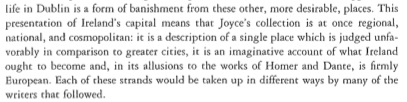 life in Dublin is a form of banishment from these other, more desirable, places. This
presentation of Ireland's capital means that Joyce's collection is at once regional,
national, and cosmopolitan: it is a description of a single place which is judged unfa-
vorably in comparison to greater cities, it is an imaginative account of what Ireland
ought to become and, in its allusions to the works of Homer and Dante, is firmly
European. Each of these strands would be taken up in different ways by many of the
writers that followed.